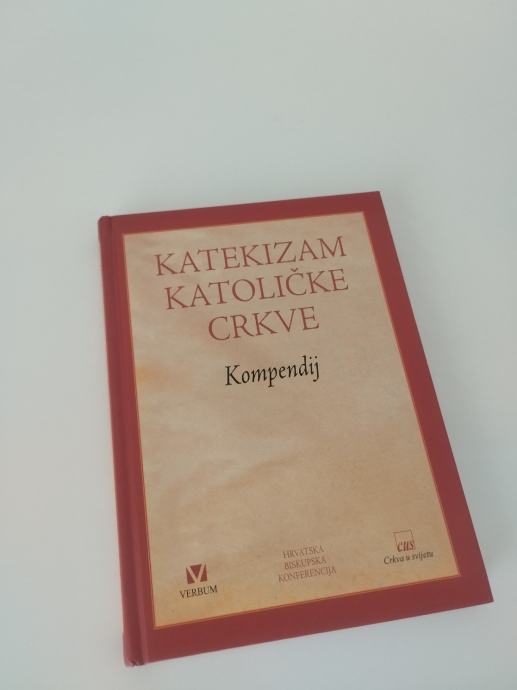 KATEKIZAM
KATOLIČKE
CRKVE
Kompendij
VERBUM
HRVATSKA
BISKUPSKA
KONFERENCIJA
cus
Crkva u svijetu